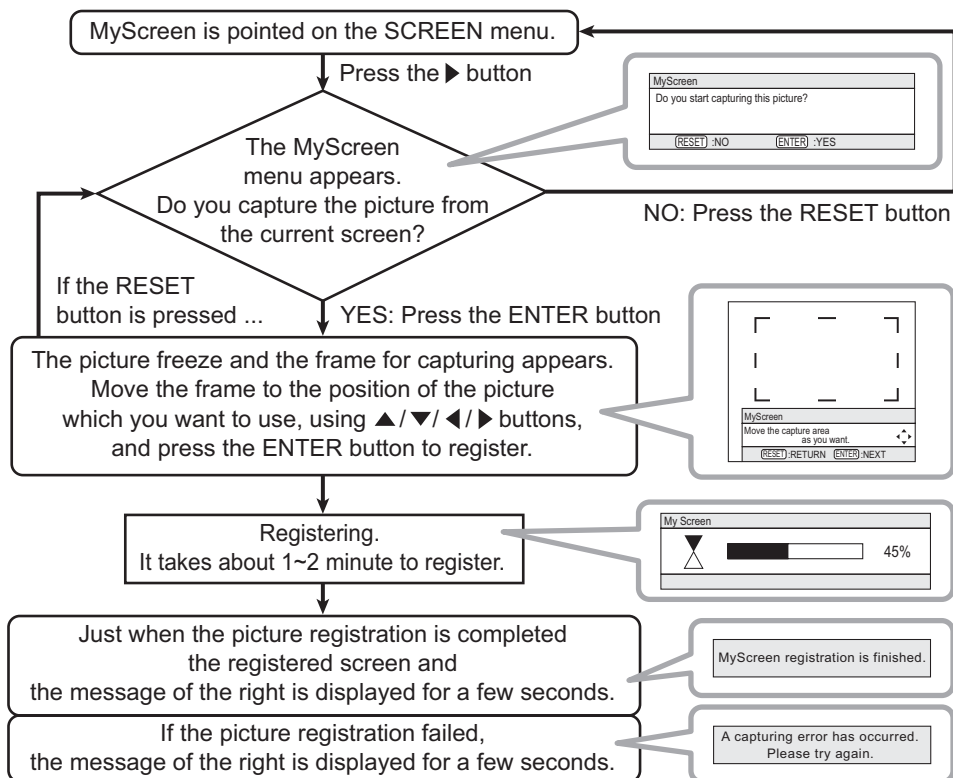 MyScreen is pointed on the SCREEN menu.
Press the ▶ button
MyScreen
Do you start capturing this picture?
RESET :NO ENTER :YES
The MyScreen
menu appears.
Do you capture the picture from
the current screen?
NO: Press the RESET button
If the RESET
button is pressed ...
YES: Press the ENTER button
The picture freeze and the frame for capturing appears.
Move the frame to the position of the picture
which you want to use, using ▲/▼/◀/▶ buttons,
and press the ENTER button to register.
MyScreen
Move the capture area
as you want.
RESET:RETURN ENTER:NEXT
Registering.
It takes about 1~2 minute to register.
My Screen
45%
Just when the picture registration is completed
the registered screen and
the message of the right is displayed for a few seconds.
MyScreen registration is finished.
If the picture registration failed,
the message of the right is displayed for a few seconds.
A capturing error has occurred.
Please try again.